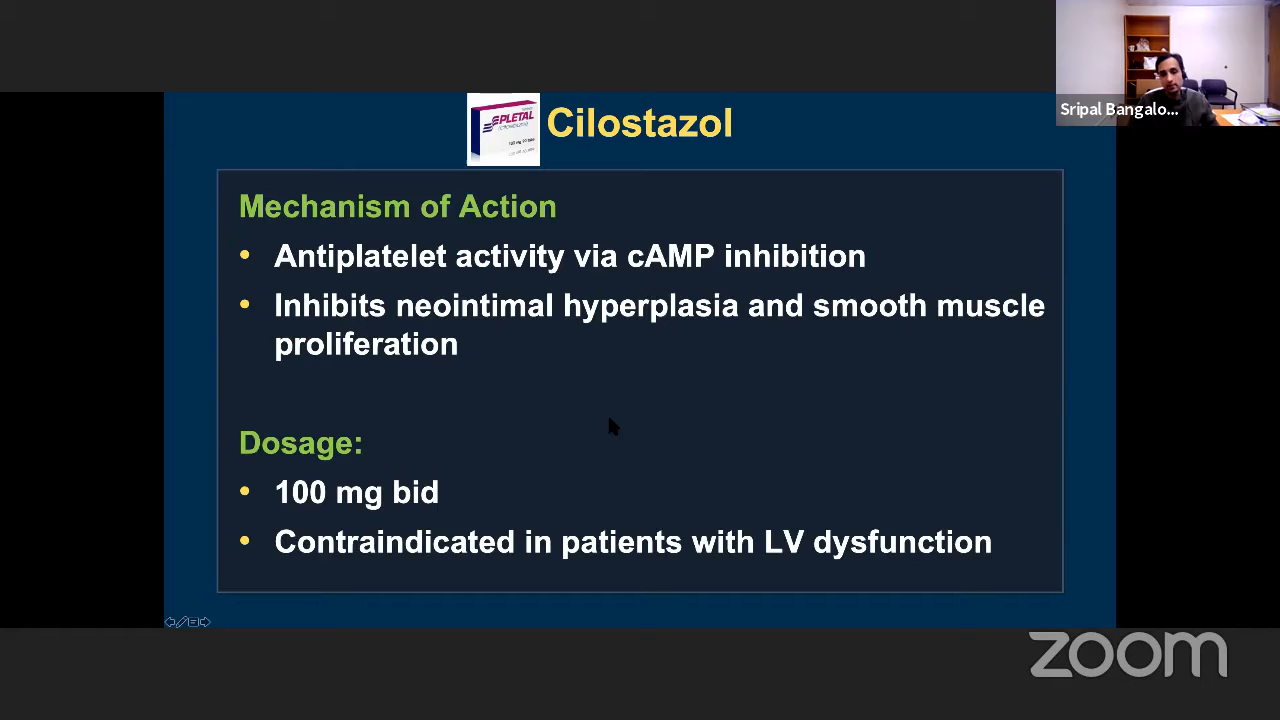 Sripal Bangalo...
PLETAL Cilostazol
Mechanism of Action
• Antiplatelet activity via cAMP inhibition
• Inhibits neointimal hyperplasia and smooth muscle
proliferation
Dosage:
• 100 mg bid
• Contraindicated in patients with LV dysfunction
zoom